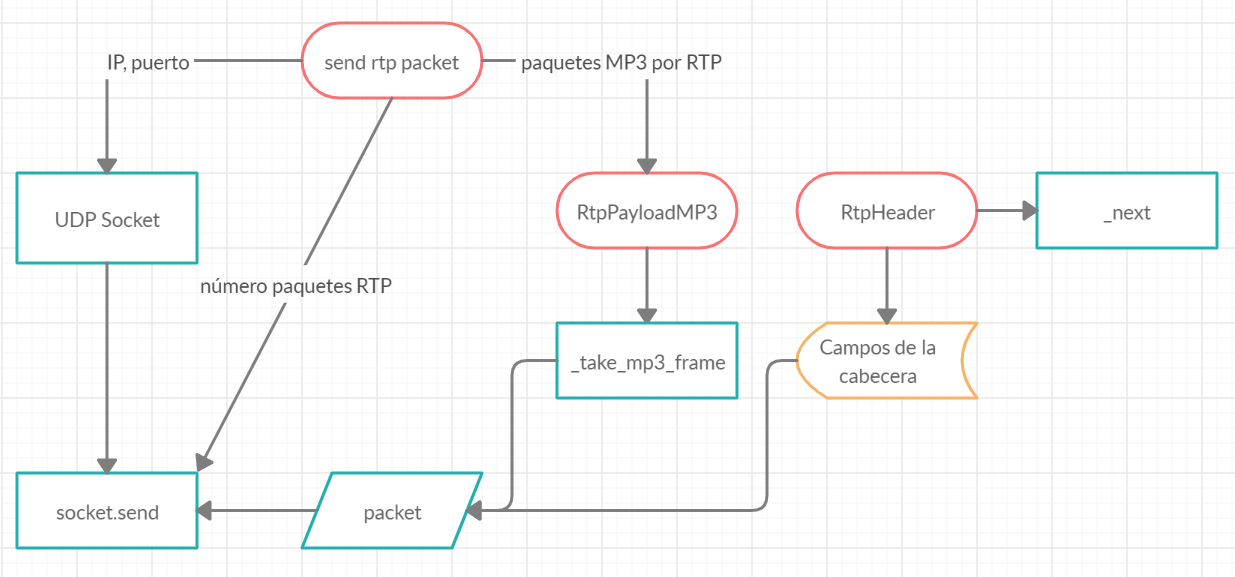 IP, puerto
send rtp packet
paquetes MP3 por RTP
UDP Socket
RtpPayloadMP3
RtpHeader
_next
número paquetes RTP
_take_mp3_frame
Campos de la
cabecera
socket.send
packet